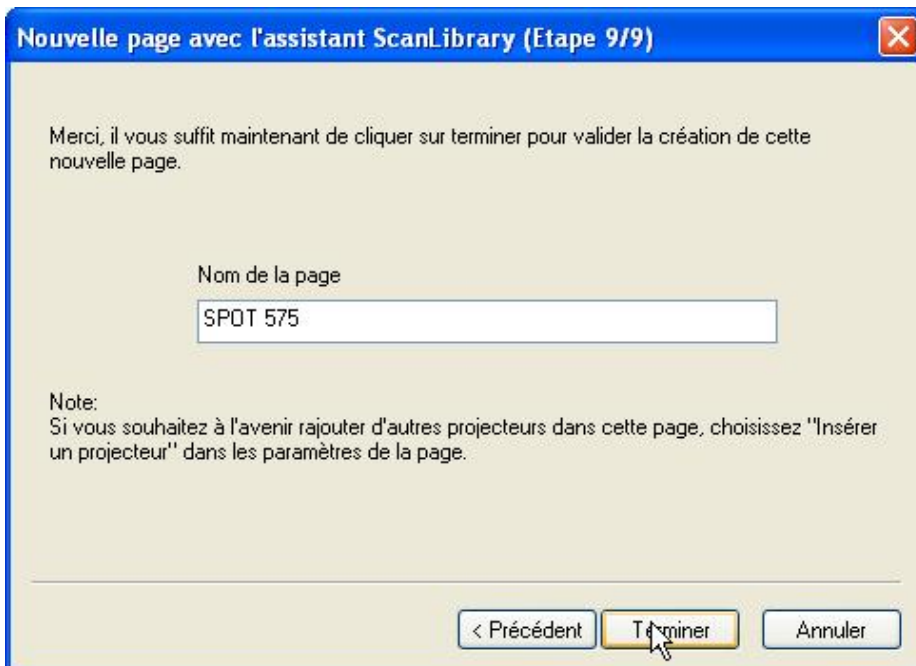 Nouvelle page avec l'assistant ScanLibrary (Etape 9/9)
Merci, il vous suffit maintenant de cliquer sur terminer pour valider la création de cette
nouvelle page.
Nom de la page
SPOT 575
Note:
Si vous souhaitez à l'avenir rajouter d'autres projecteurs dans cette page, choisissez "Insérer
un projecteur" dans les paramètres de la page.
< Précédent Terminer Annuler